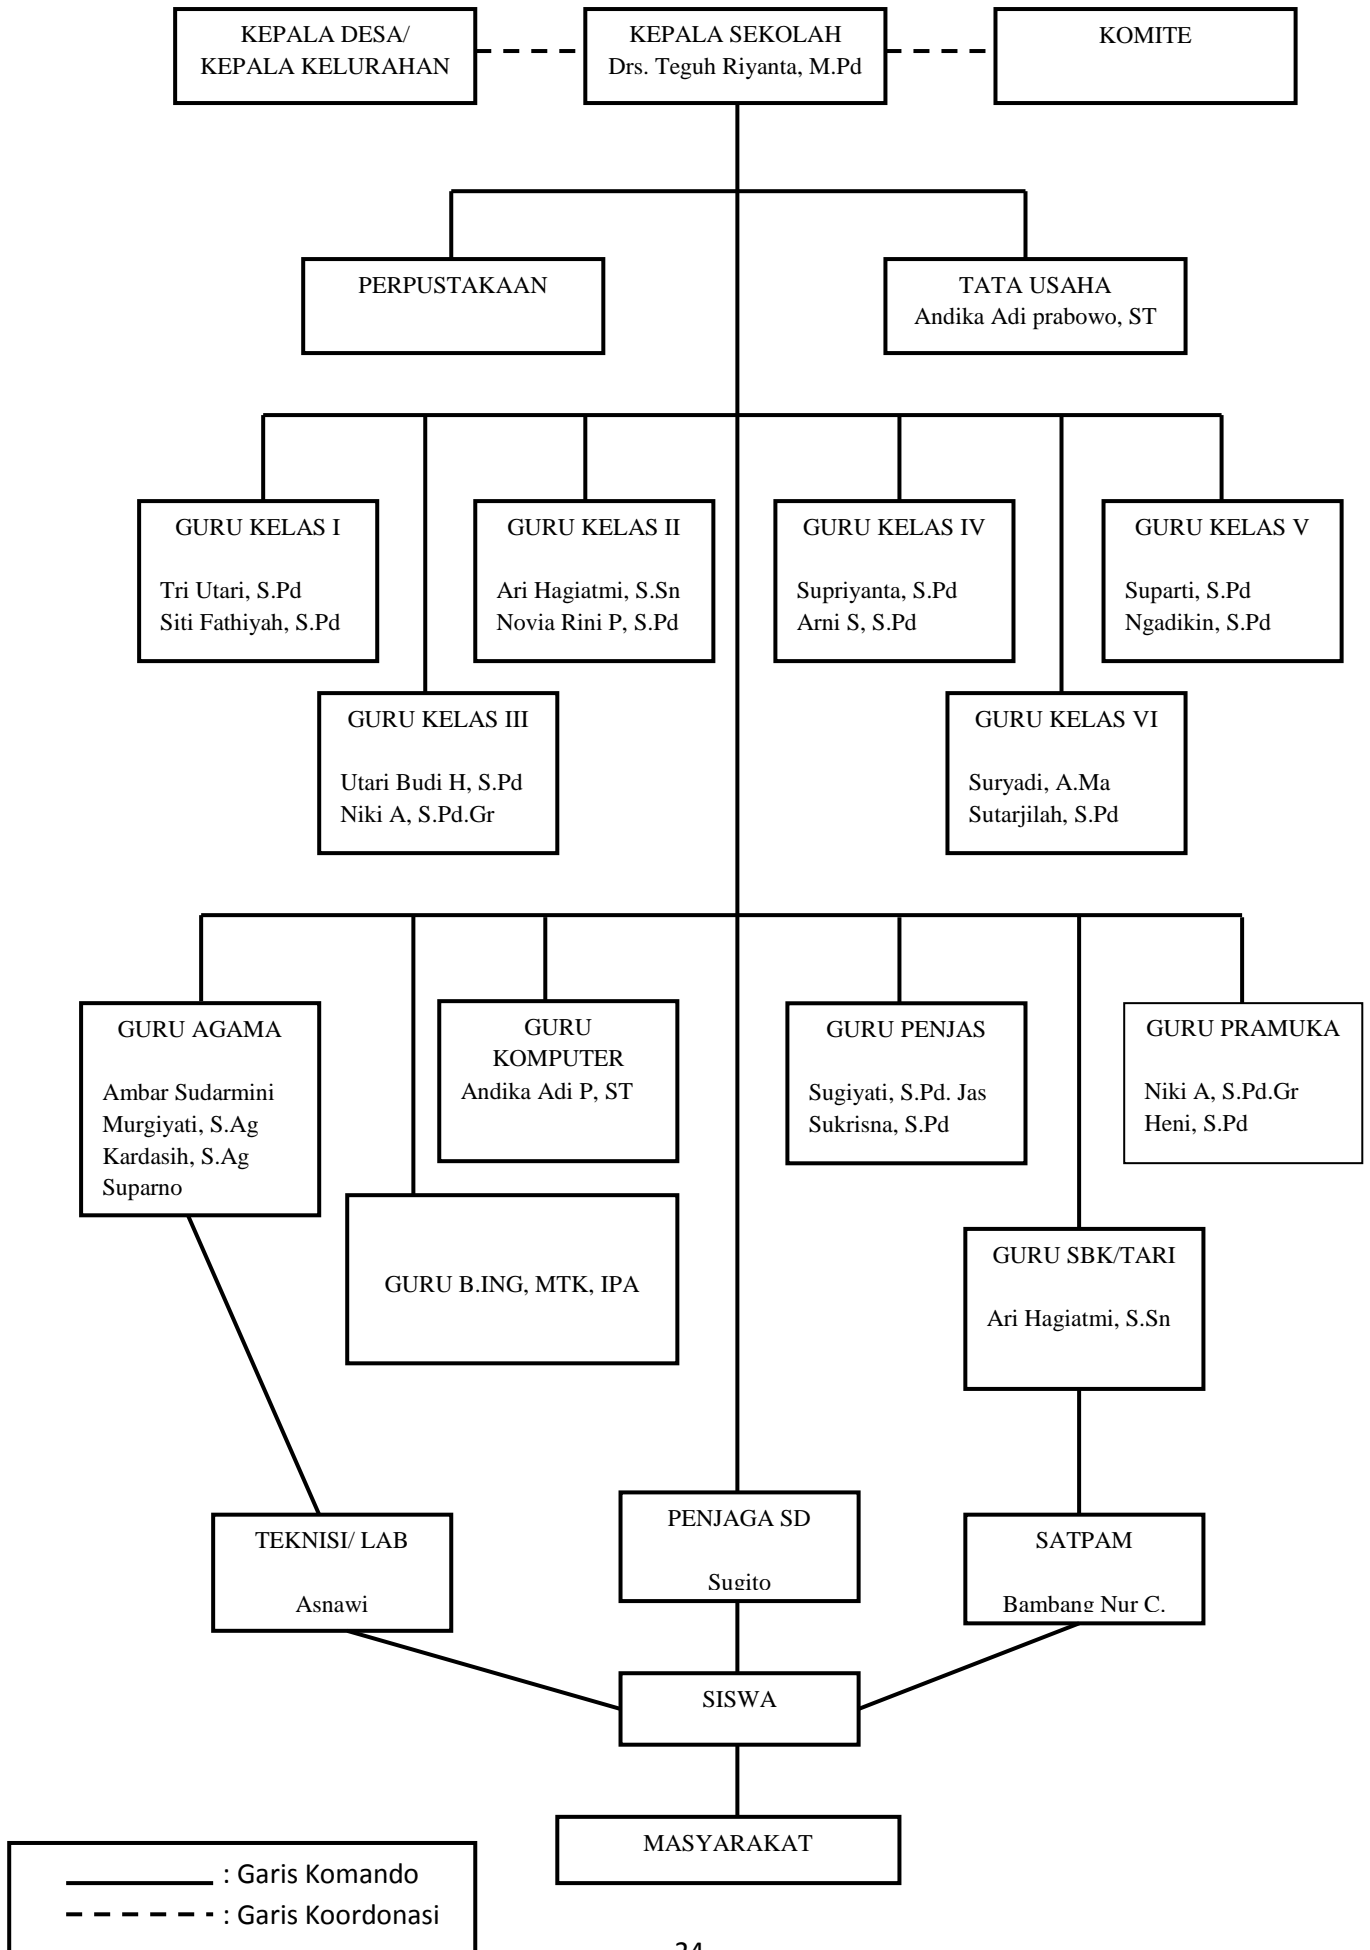 KEPALA DESA/
KEPALA KELURAHAN
KEPALA SEKOLAH
Drs. Teguh Riyanta, M.Pd
KOMITE
PERPUSTAKAAN
TATA USAHA
Andika Adi prabowo, ST
GURU KELAS I
Tri Utari, S.Pd
Siti Fathiyah, S.Pd
GURU KELAS II
Ari Hagiatmi, S.Sn
Novia Rini P, S.Pd
GURU KELAS IV
Supriyanta, S.Pd
Arni S, S.Pd
GURU KELAS V
Suparti, S.Pd
Ngadikin, S.Pd
GURU KELAS III
Utari Budi H, S.Pd
Niki A, S.Pd.Gr
GURU KELAS VI
Suryadi, A.Ma
Sutarjilah, S.Pd
GURU AGAMA
Ambar Sudarmini
Murgiyati, S.Ag
Kardasih, S.Ag
Suparno
GURU
KOMPUTER
Andika Adi P, ST
GURU PENJAS
Sugiyati, S.Pd. Jas
Sukrisna, S.Pd
GURU PRAMUKA
Niki A, S.Pd.Gr
Heni, S.Pd
GURU B.ING, MTK, IPA
GURU SBK/TARI
Ari Hagiatmi, S.Sn
TEKNISI/ LAB
Asnawi
PENJAGA SD
Sugito
SATPAM
Bambang Nur C.
SISWA
MASYARAKAT
: Garis Komando
: Garis Koordonasi
24